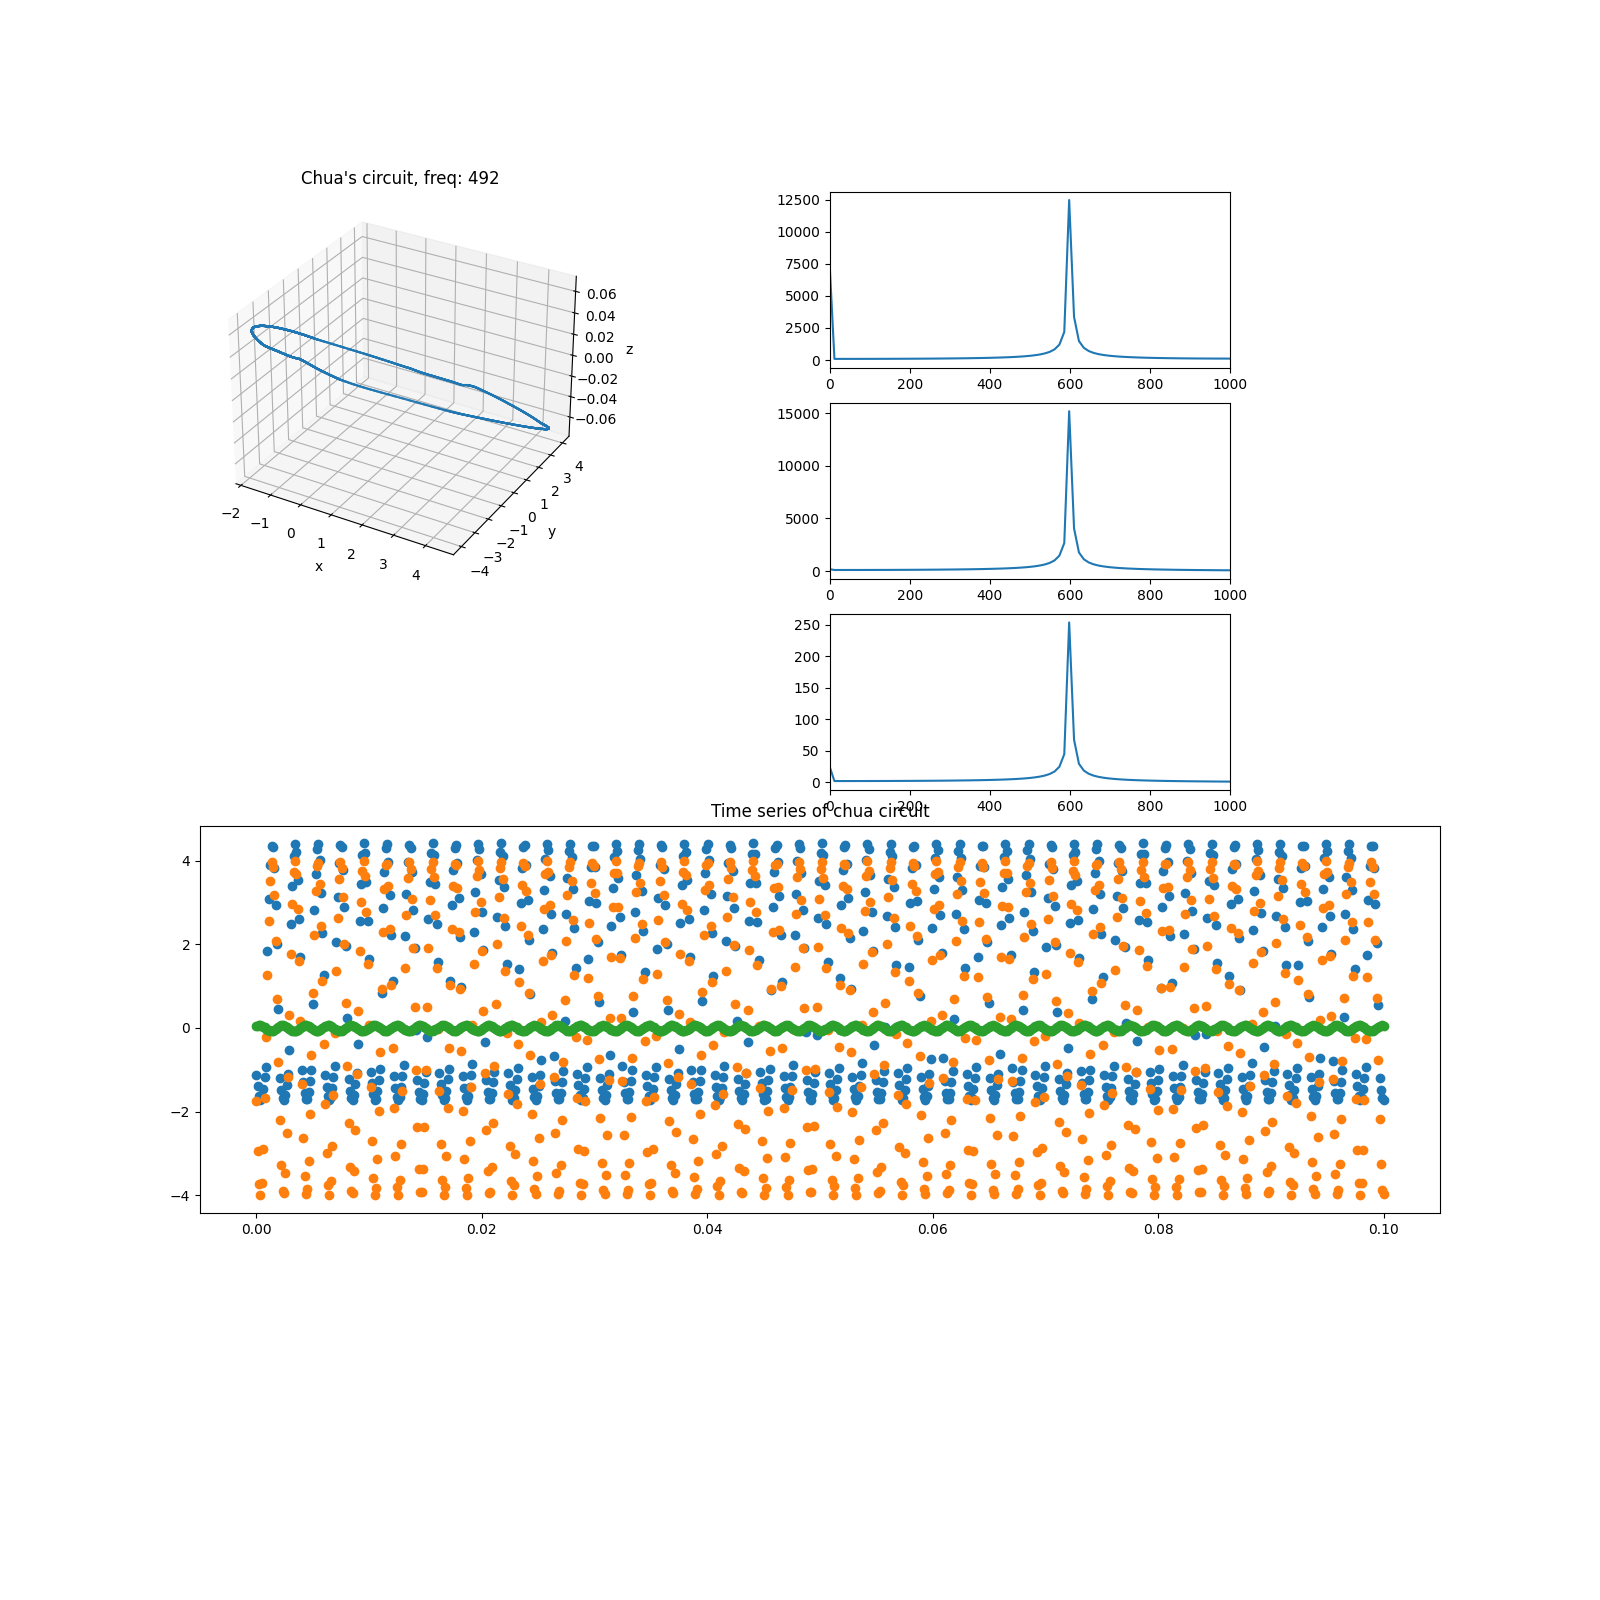 Chua's circuit, freq: 492
0.06
0.04
0.02
0.00
−0.02
−0.04
−0.06
z
−2 −1 0 1 2 3 4
x
−4 −3 −2 −1 0 1 2 3 4
y
12500
10000
7500
5000
2500
0
0 200 400 600 800 1000
15000
10000
5000
0
0 200 400 600 800 1000
250
200
150
100
50
0
0 200 400 600 800 1000
Time series of chua circuit
4
2
0
−2
−4
0.00 0.02 0.04 0.06 0.08 0.10